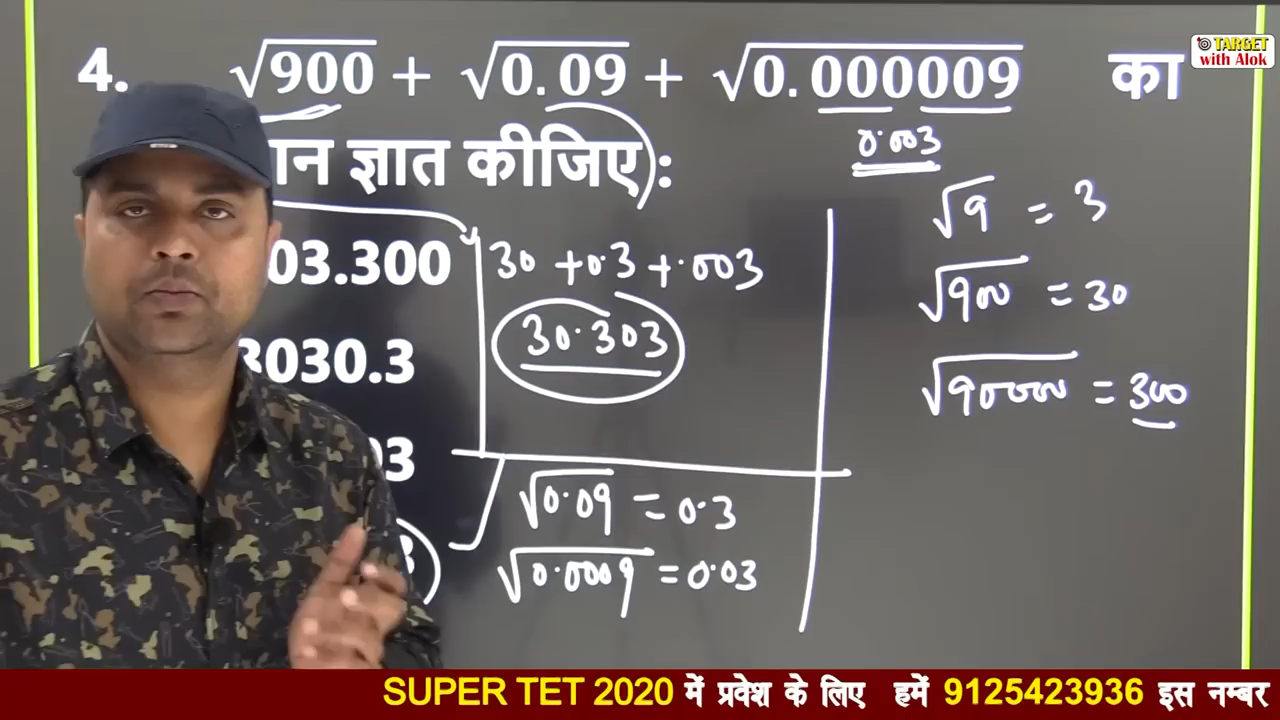 TARGET
with Alok
4. √900 + √0.09 + √0.000009 का
0.003
ान ज्ञात कीजिए :
√9 = 3
03.300
30 + 0.3 + .003
√900 = 30
30.303
3030.3
√90000 = 300
03
√0.09 = 0.3
3
√0.0009 = 0.03
SUPER TET 2020 में प्रवेश के लिए हमें 9125423936 इस नम्बर